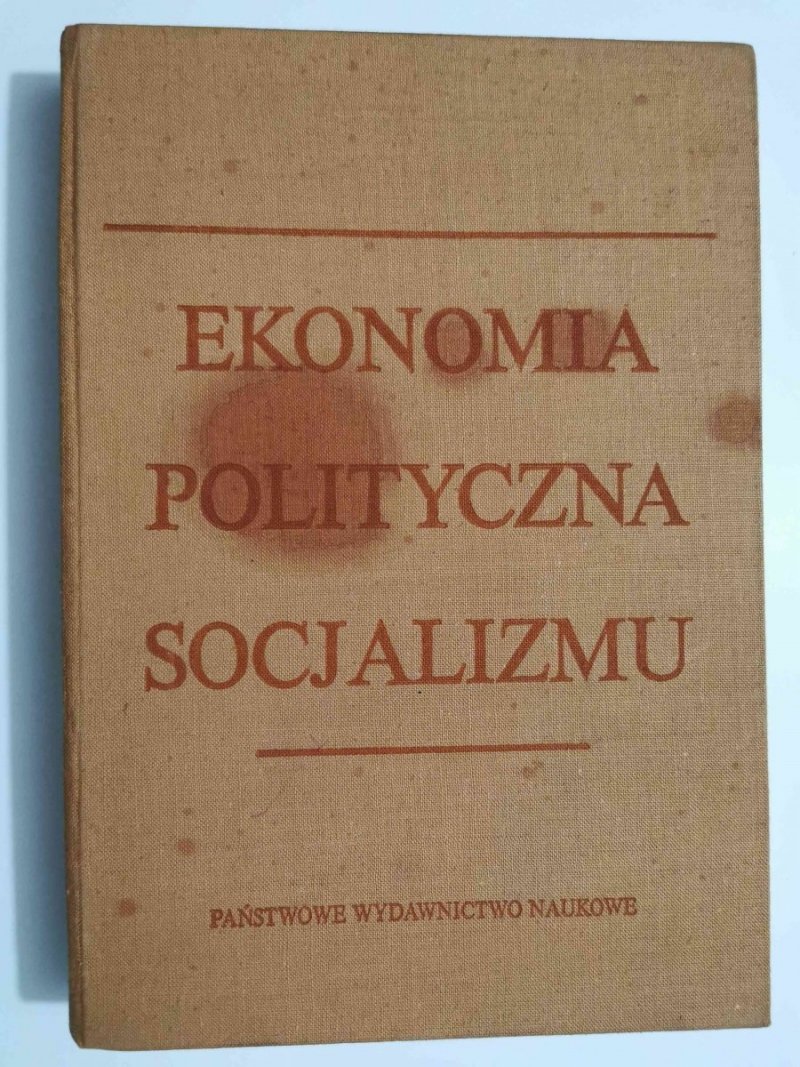 EKONOMIA
POLITYCZNA
SOCJALIZMU
PAŃSTWOWE WYDAWNICTWO NAUKOWE